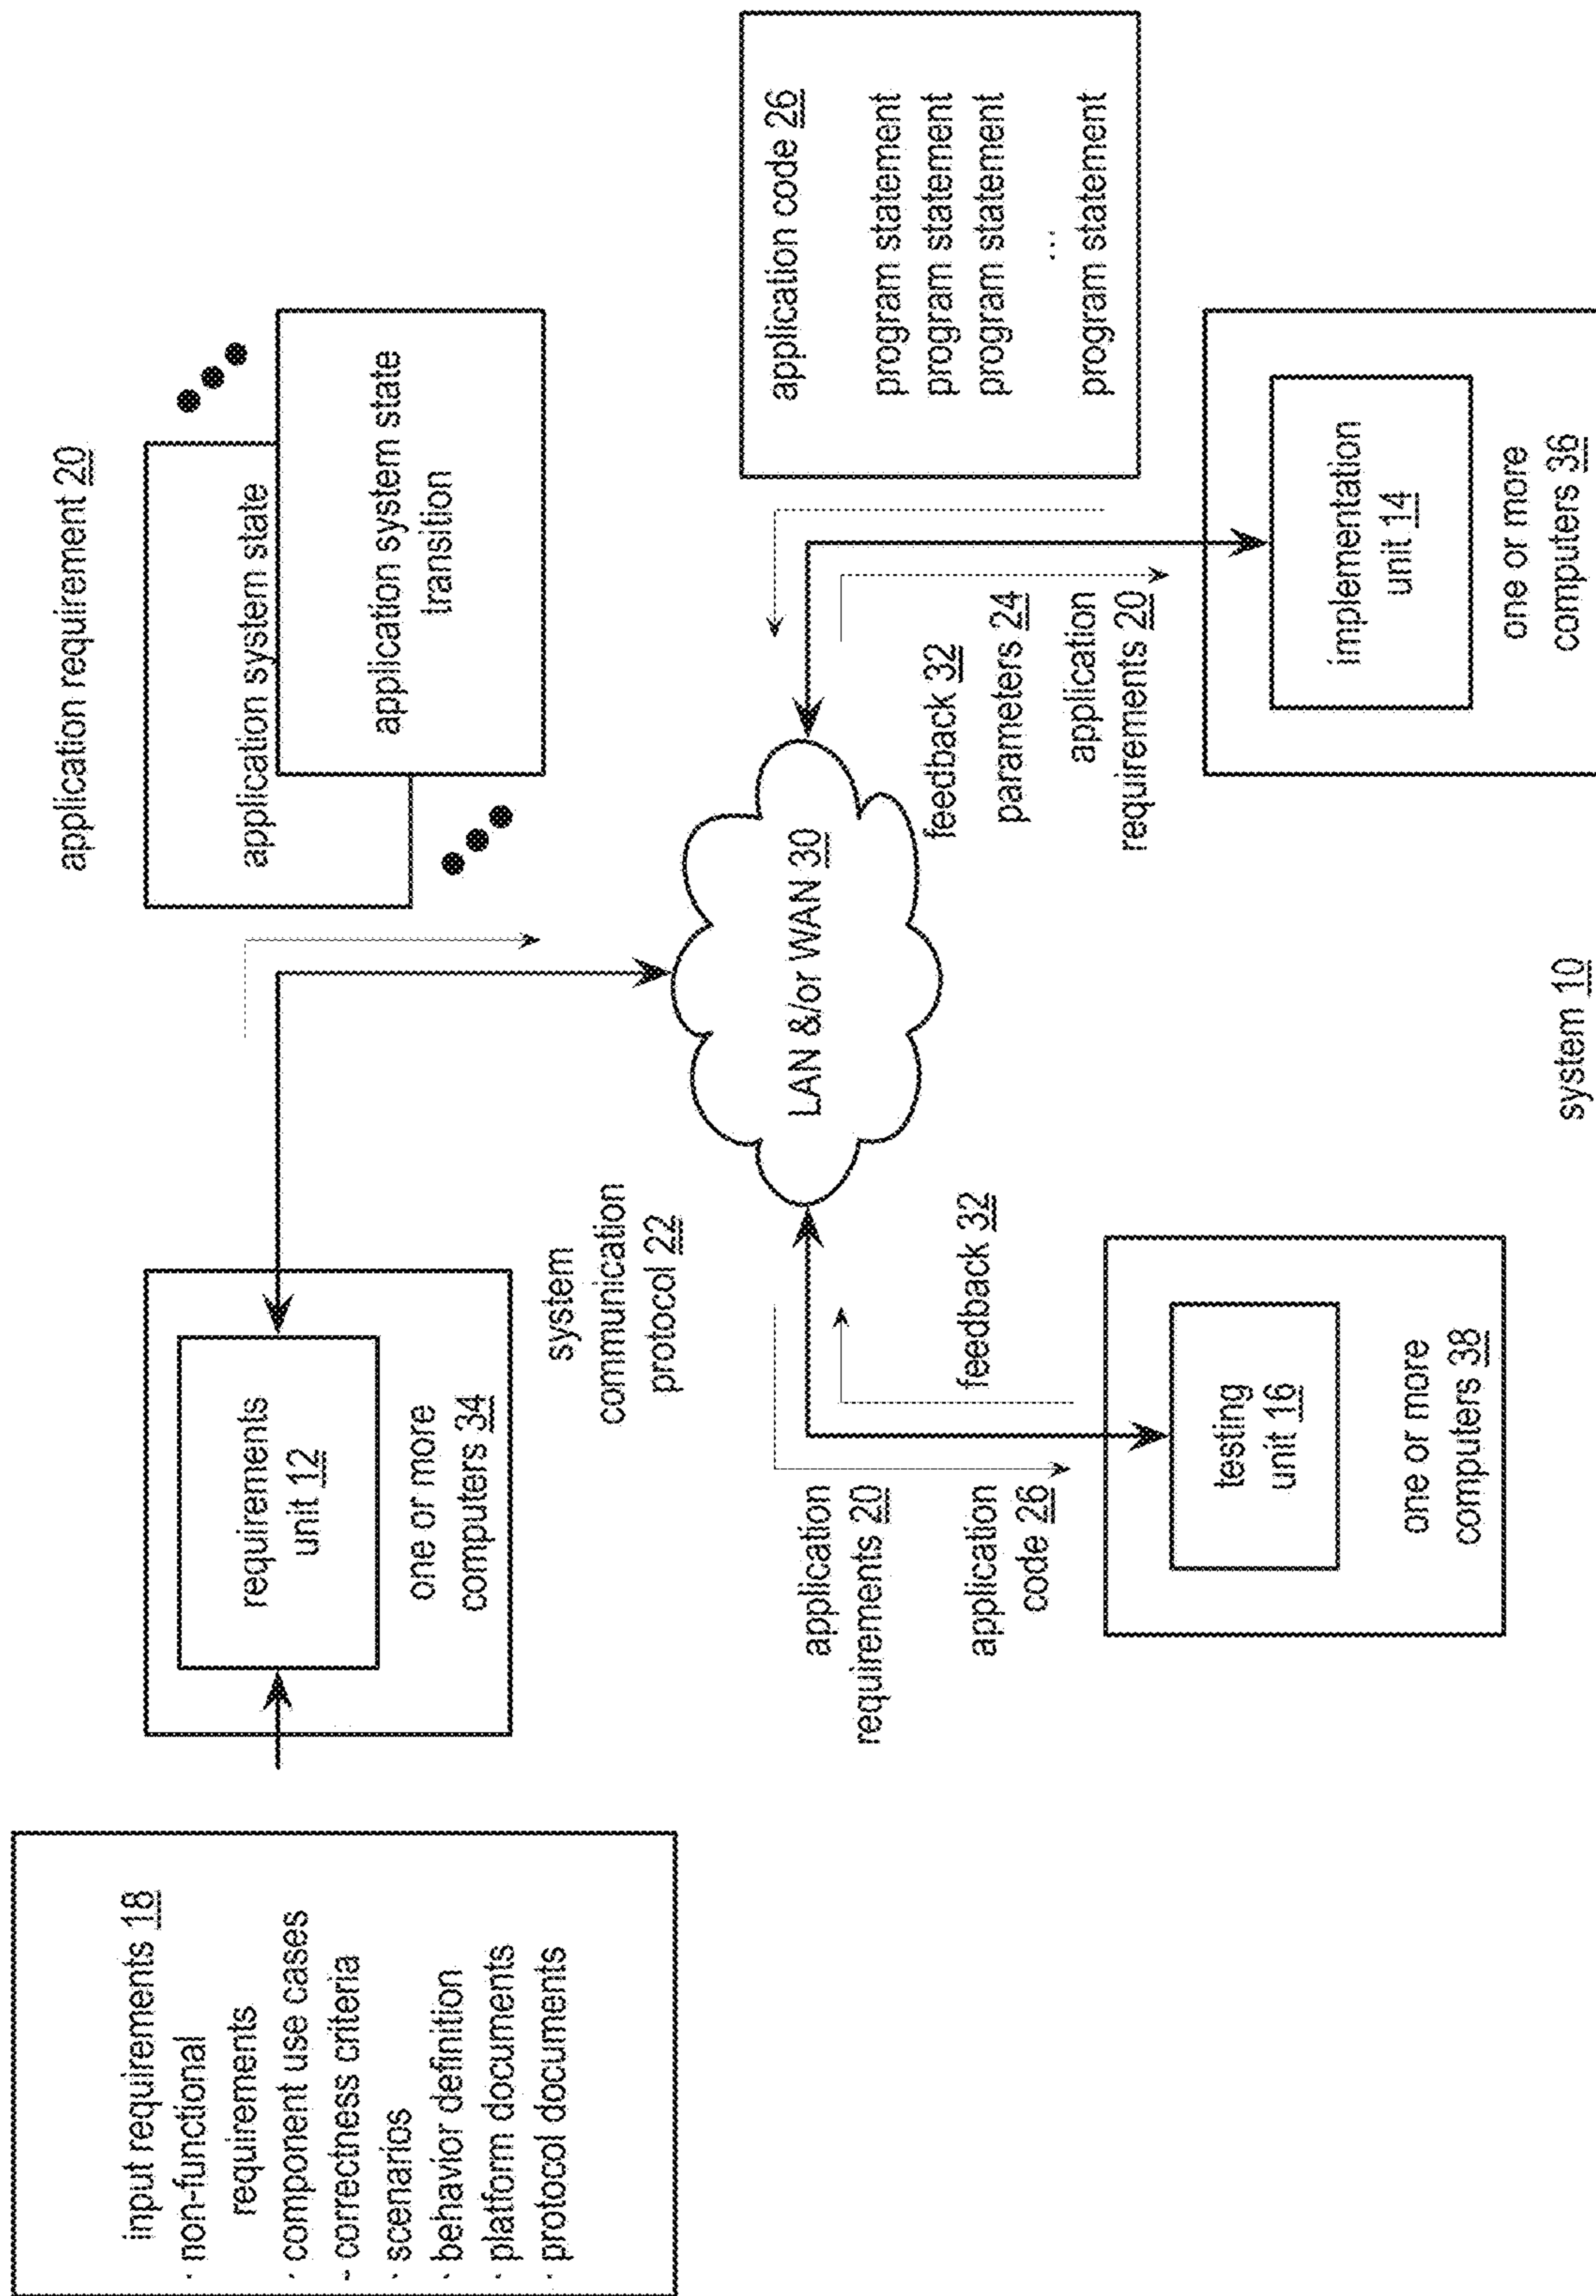 input requirements 18
· non-functional
requirements
· component use cases
- correctness criteria
· scenarios
· behavior definition
· platform documents
· protocol documents
requirements
unit 12
one or more
computers 34
system
communication
protocol 22
application requirement 20
application system state
application system state
transition
LAN &/or WAN 30
application
requirements 20
application
code 26
feedback 32
testing
unit 16
one or more
computers 38
feedback 32
parameters 24
application
requirements 20
application code 26
program statement
program statement
program statement
...
program statement
implementation
unit 14
one or more
computers 36
system 10